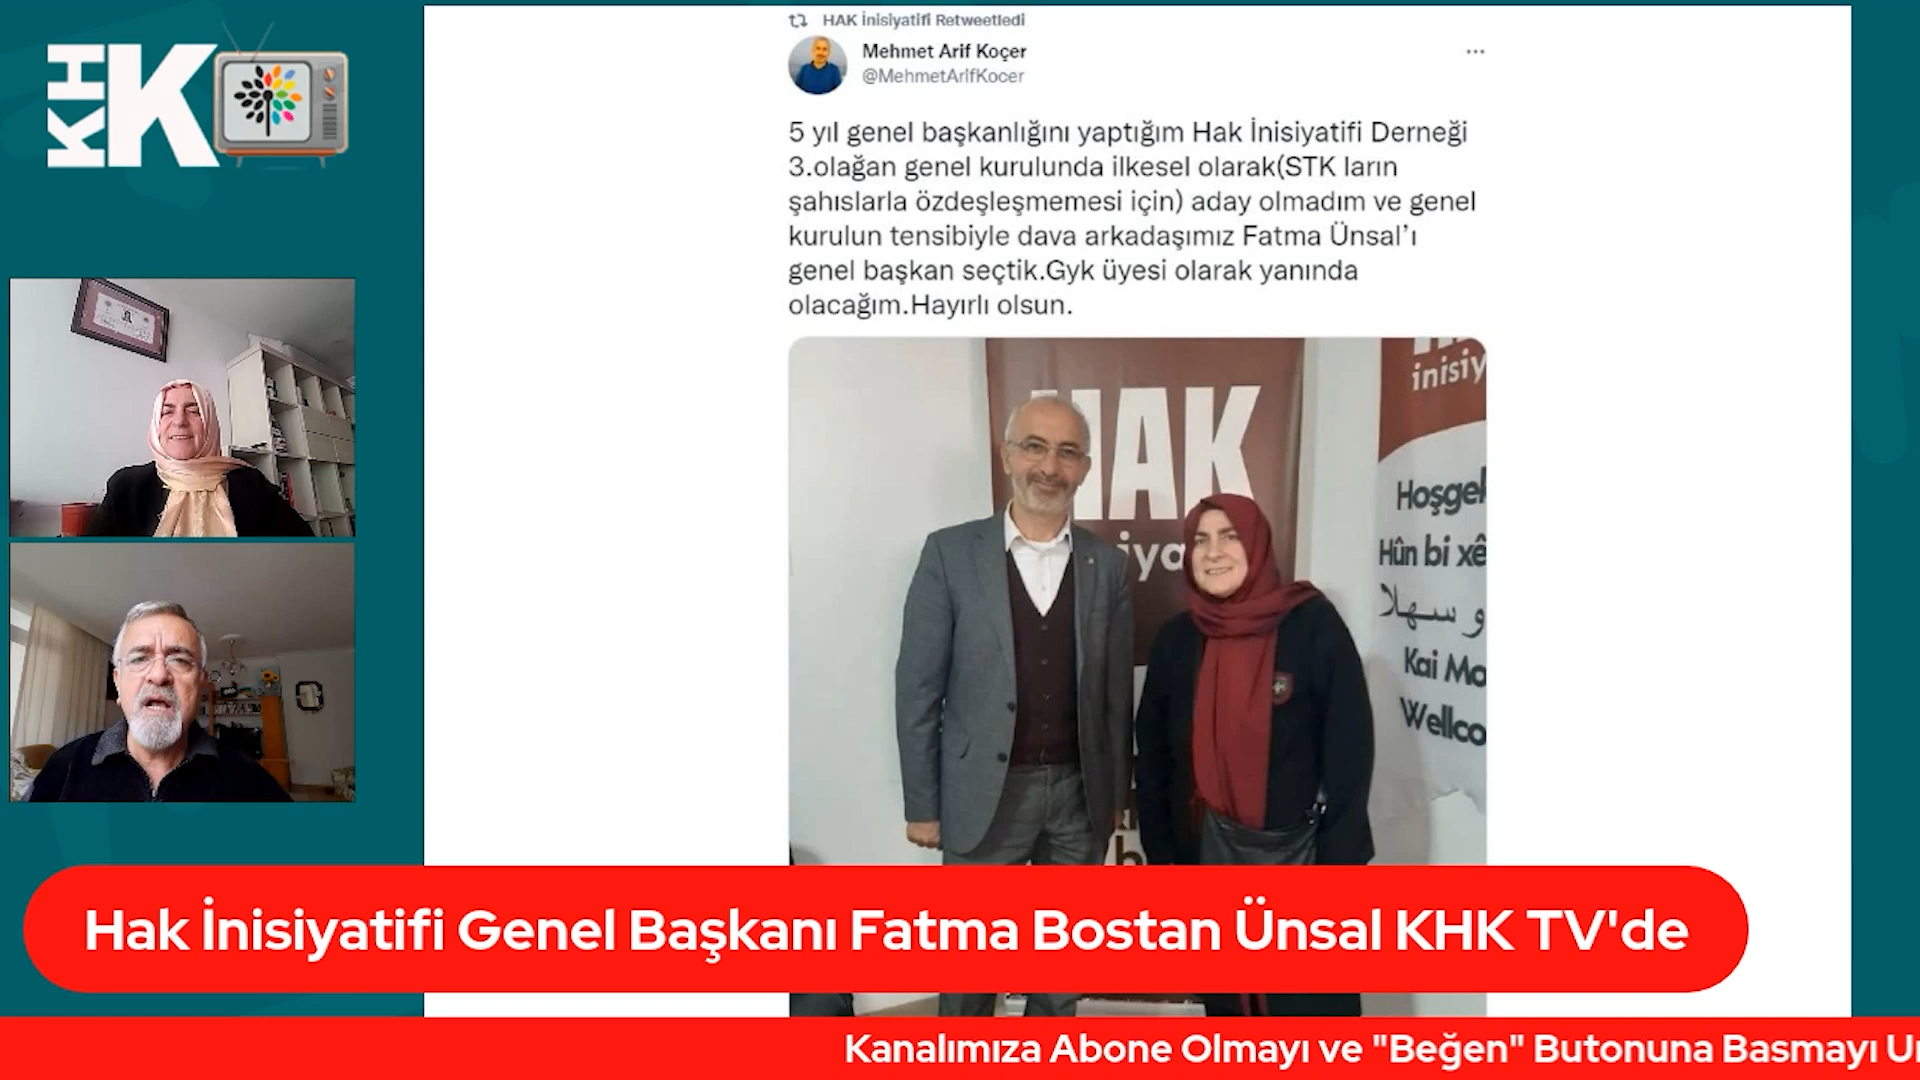 KHK
HAK İnisiyatifi Retweetledi
Mehmet Arif Koçer
@MehmetArifKocer
5 yıl genel başkanlığını yaptığım Hak İnisiyatifi Derneği
3.olağan genel kurulunda ilkesel olarak(STK ların
şahıslarla özdeşleşmemesi için) aday olmadım ve genel
kurulun tensibiyle dava arkadaşımız Fatma Ünsal’ı
genel başkan seçtik.Gyk üyesi olarak yanında
olacağım.Hayırlı olsun.
HAK
iya
inisiy
Hoşgel
Hûn bi xê
و سهلا
Kai Mo
Wellco
Hak İnisiyatifi Genel Başkanı Fatma Bostan Ünsal KHK TV'de
Kanalımıza Abone Olmayı ve "Beğen" Butonuna Basmayı U